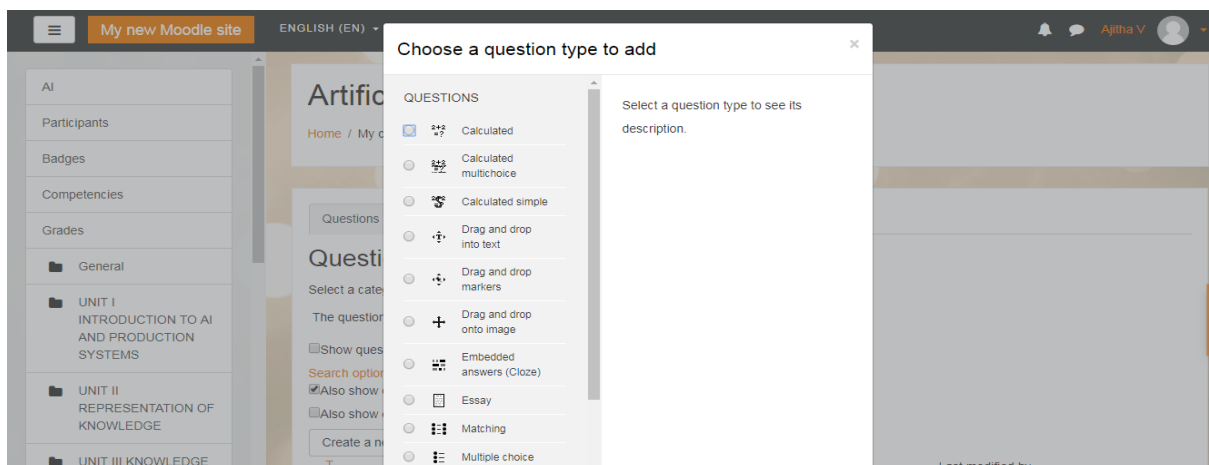 My new Moodle site
ENGLISH (EN)
Ajitha V
Choose a question type to add
×
AI
Participants
Badges
Competencies
Grades
General
UNIT I
INTRODUCTION TO AI
AND PRODUCTION
SYSTEMS
UNIT II
REPRESENTATION OF
KNOWLEDGE
UNIT III KNOWLEDGE
Artific
Home / My c
Questions
Questi
Select a cate
The question
Show ques
Search option
Also show
Also show
Create a n
T
QUESTIONS
Calculated
Calculated
multichoice
Calculated simple
Drag and drop
into text
Drag and drop
markers
Drag and drop
onto image
Embedded
answers (Cloze)
Essay
Matching
Multiple choice
Select a question type to see its
description.
Last modified by